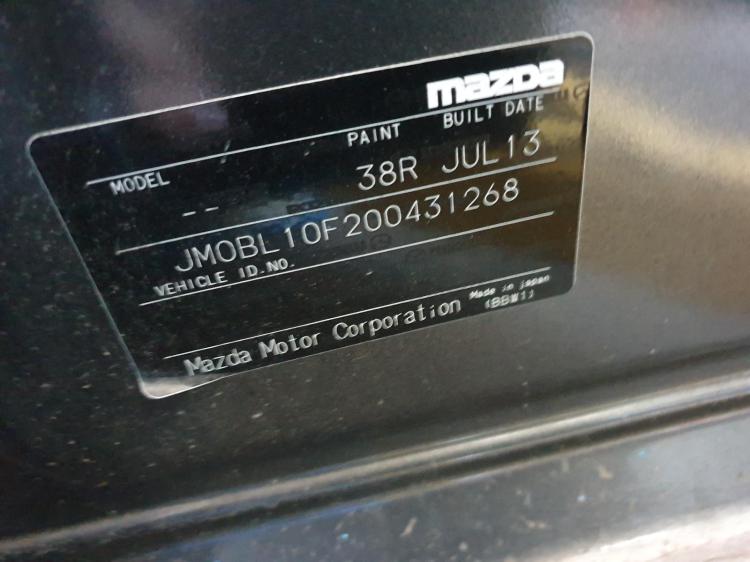 mazda
MODEL PAINT BUILT DATE
-- 38R JUL13
JM0BL10F200431268
VEHICLE ID.NO.
Mazda Motor Corporation Made in Japan
(BBW1)